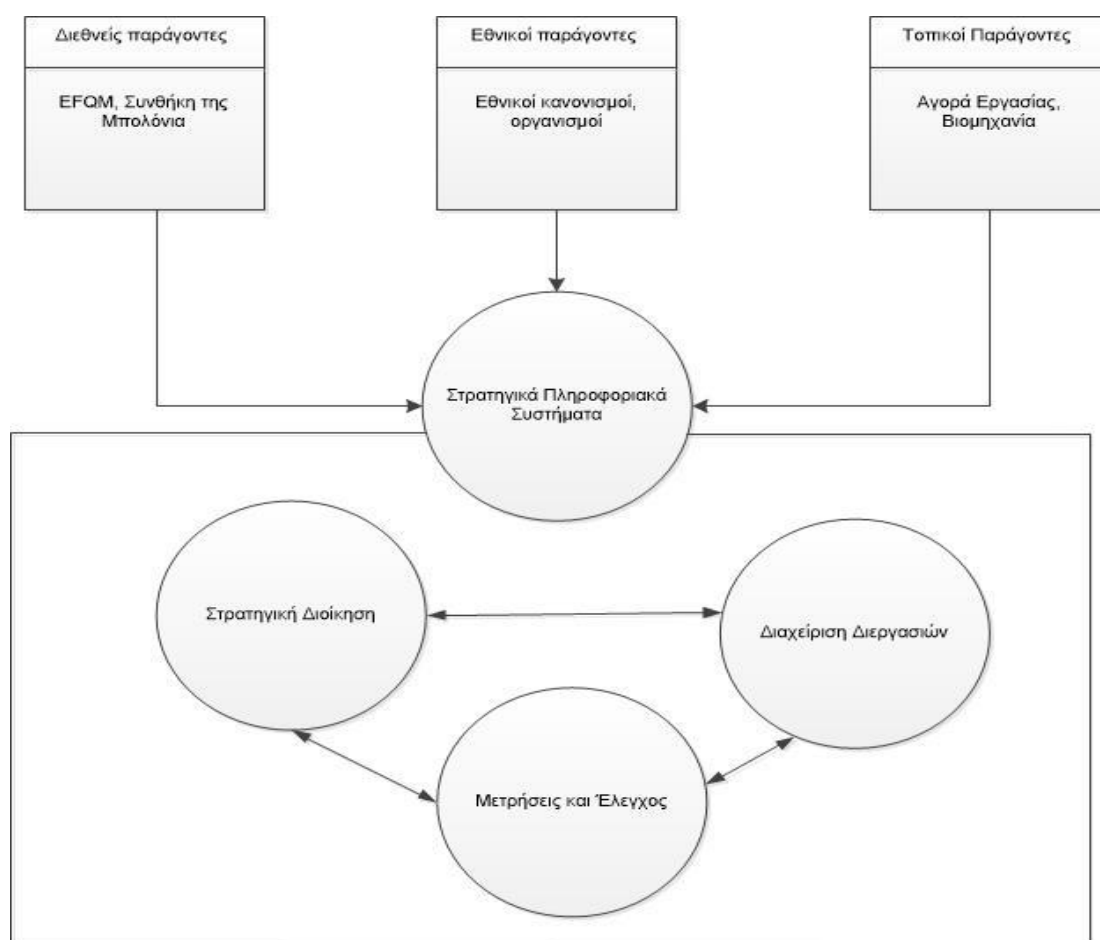 Διεθνείς παράγοντες
EFQM, Συνθήκη της
Μπολόνια
Εθνικοί παράγοντες
Εθνικοί κανονισμοί,
οργανισμοί
Τοπικοί Παράγοντες
Αγορά Εργασίας,
Βιομηχανία
Στρατηγικά Πληροφοριακά
Συστήματα
Στρατηγική Διοίκηση
Διαχείριση Διεργασιών
Μετρήσεις και Έλεγχος